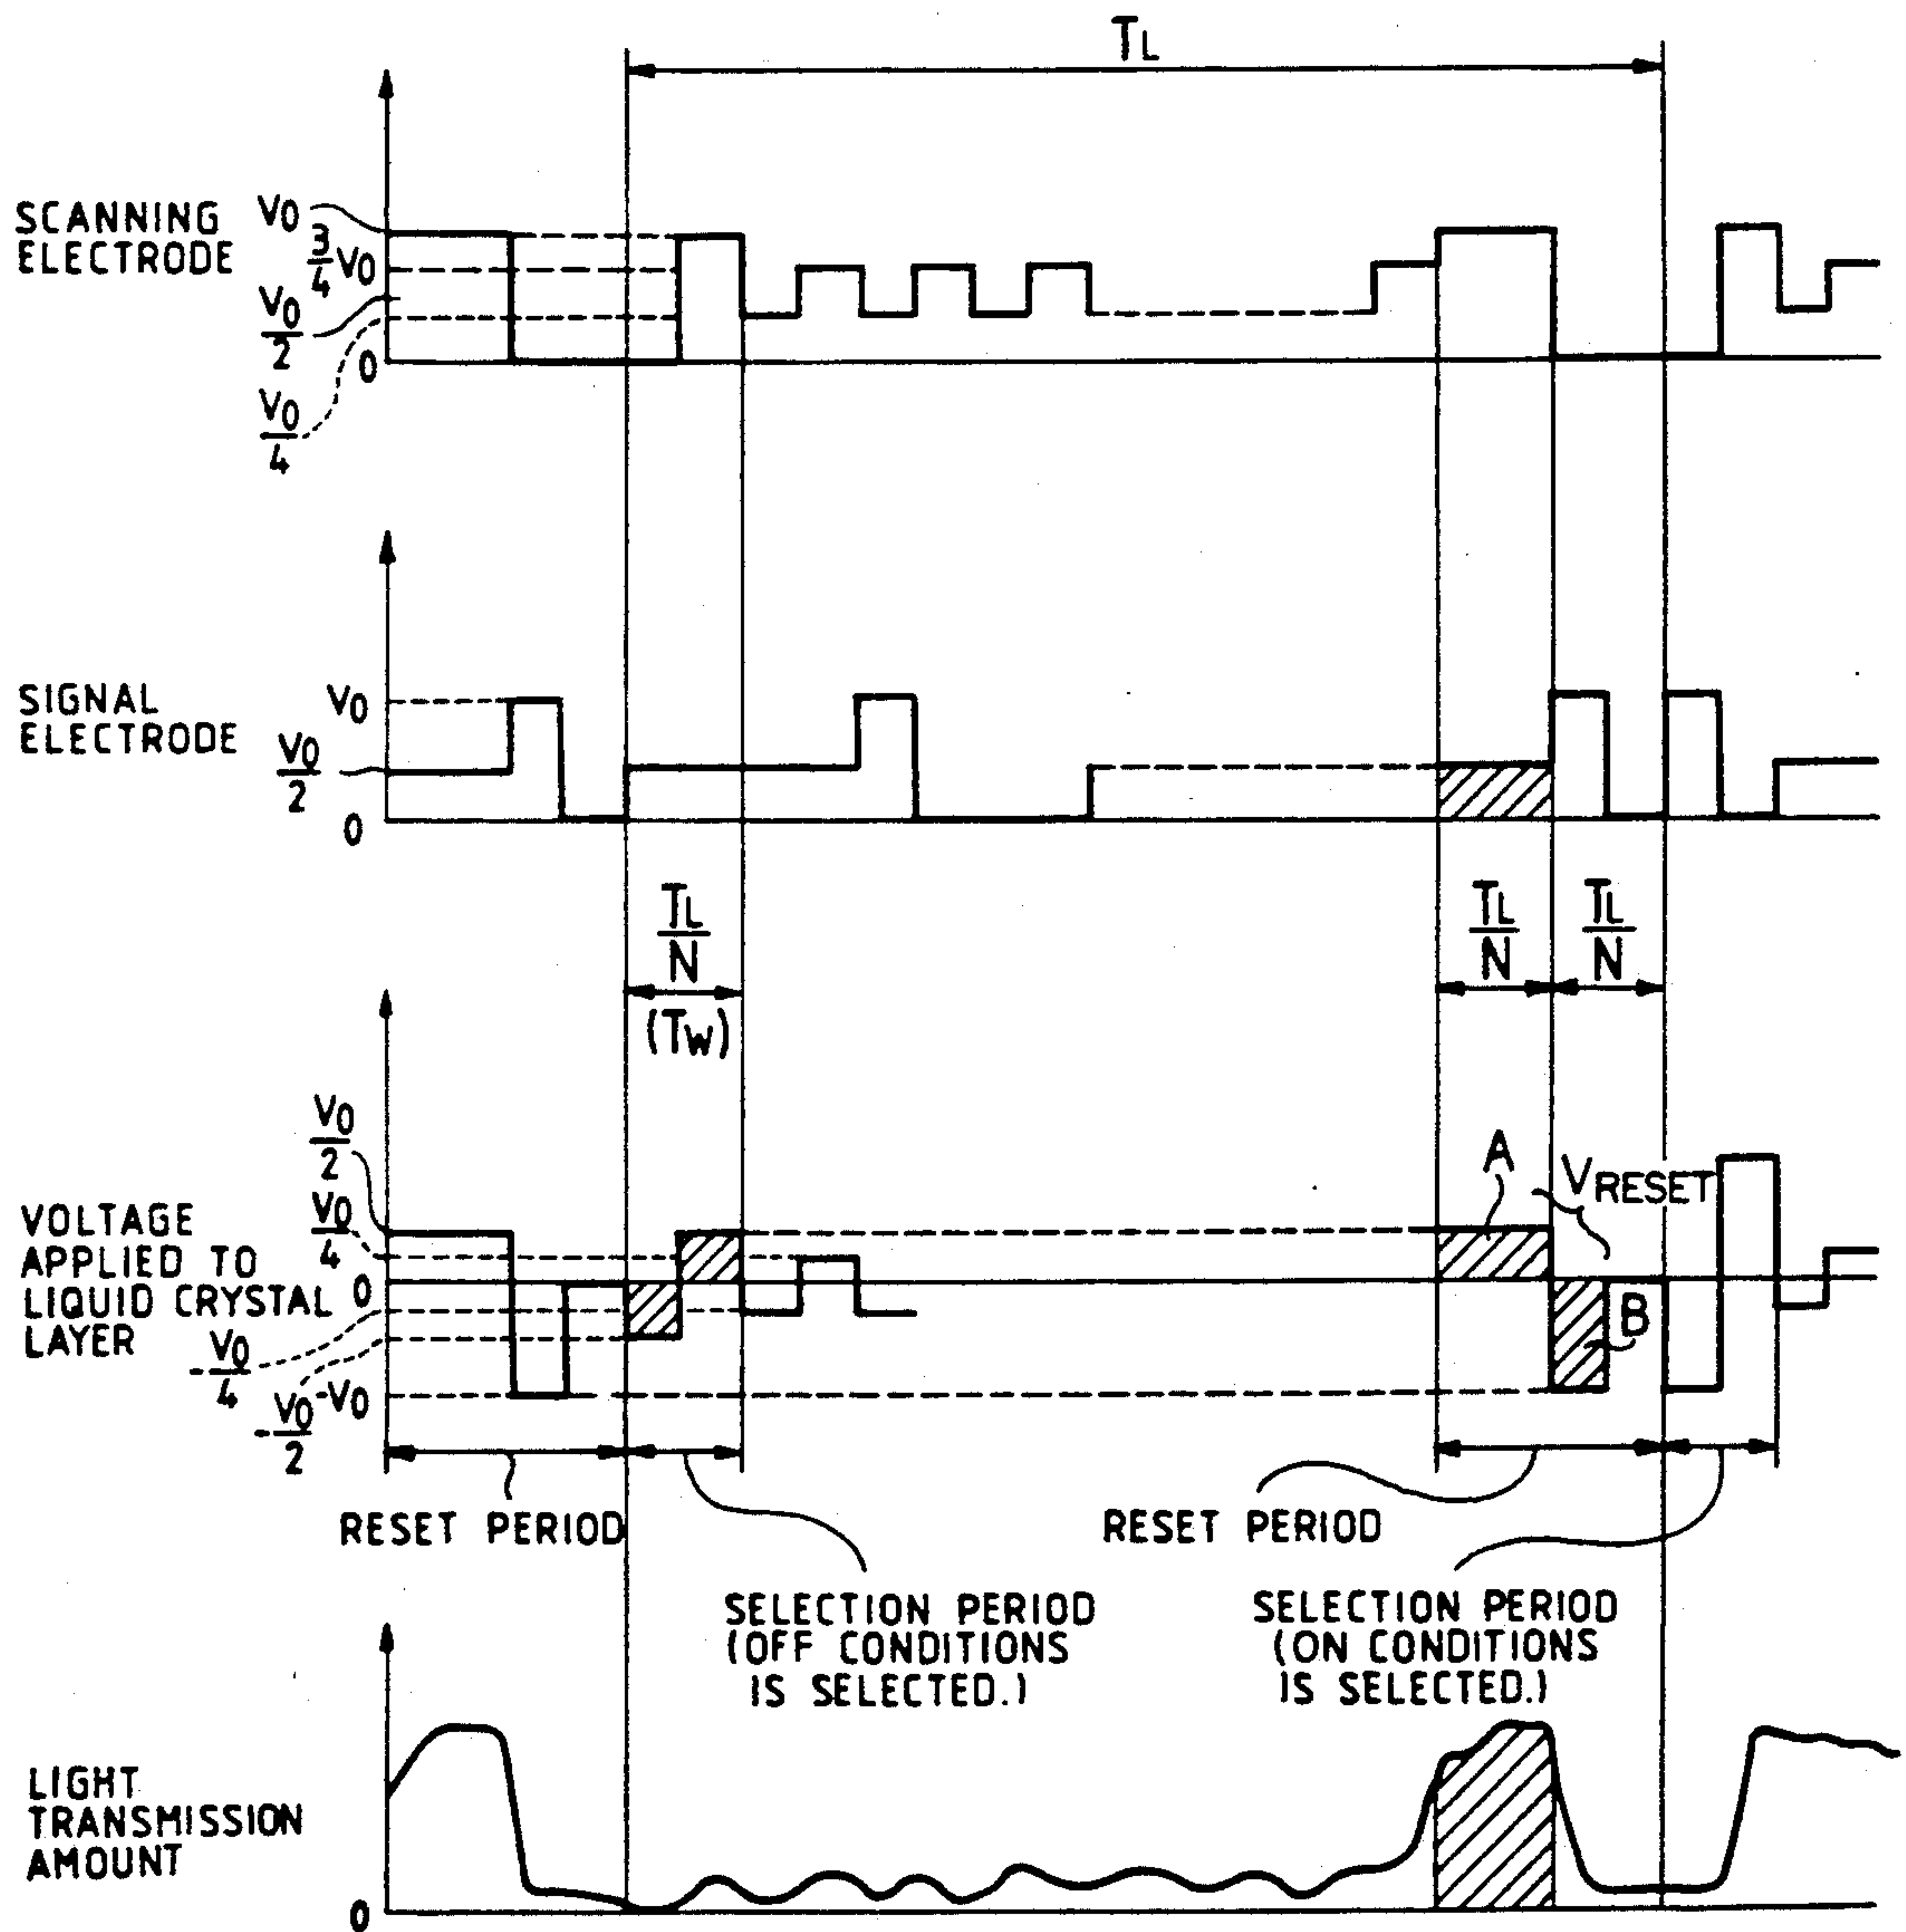 TL
SCANNING
ELECTRODE
V0
3/4 V0
V0/2
0
V0/4
SIGNAL
ELECTRODE
V0
V0/2
0
TL/N
(TW)
TL/N
TL/N
VOLTAGE
APPLIED TO
LIQUID CRYSTAL
LAYER
V0/2
V0/4
0
-V0/4
-V0/2
-V0
A
VRESET
B
RESET PERIOD
RESET PERIOD
SELECTION PERIOD
(OFF CONDITIONS
IS SELECTED.)
SELECTION PERIOD
(ON CONDITIONS
IS SELECTED.)
LIGHT
TRANSMISSION
AMOUNT
0